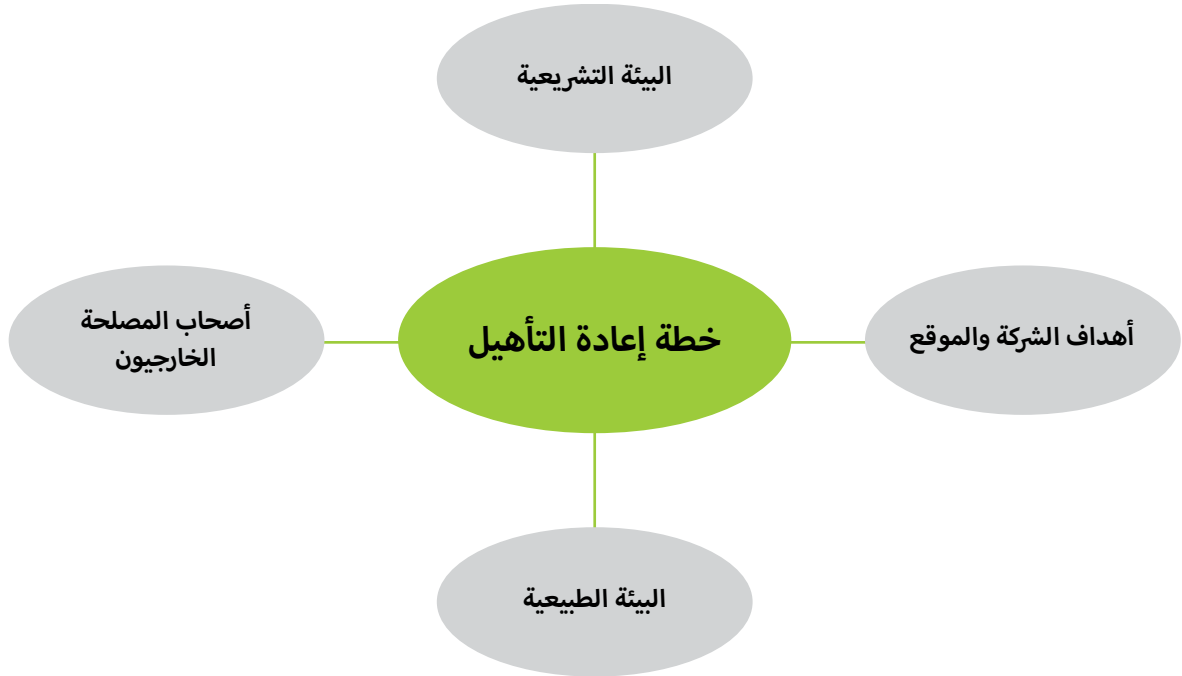 البيئة التشريعية
أهداف الشركة والموقع
خطة إعادة التأهيل
أصحاب المصلحة
الخارجيون
البيئة الطبيعية